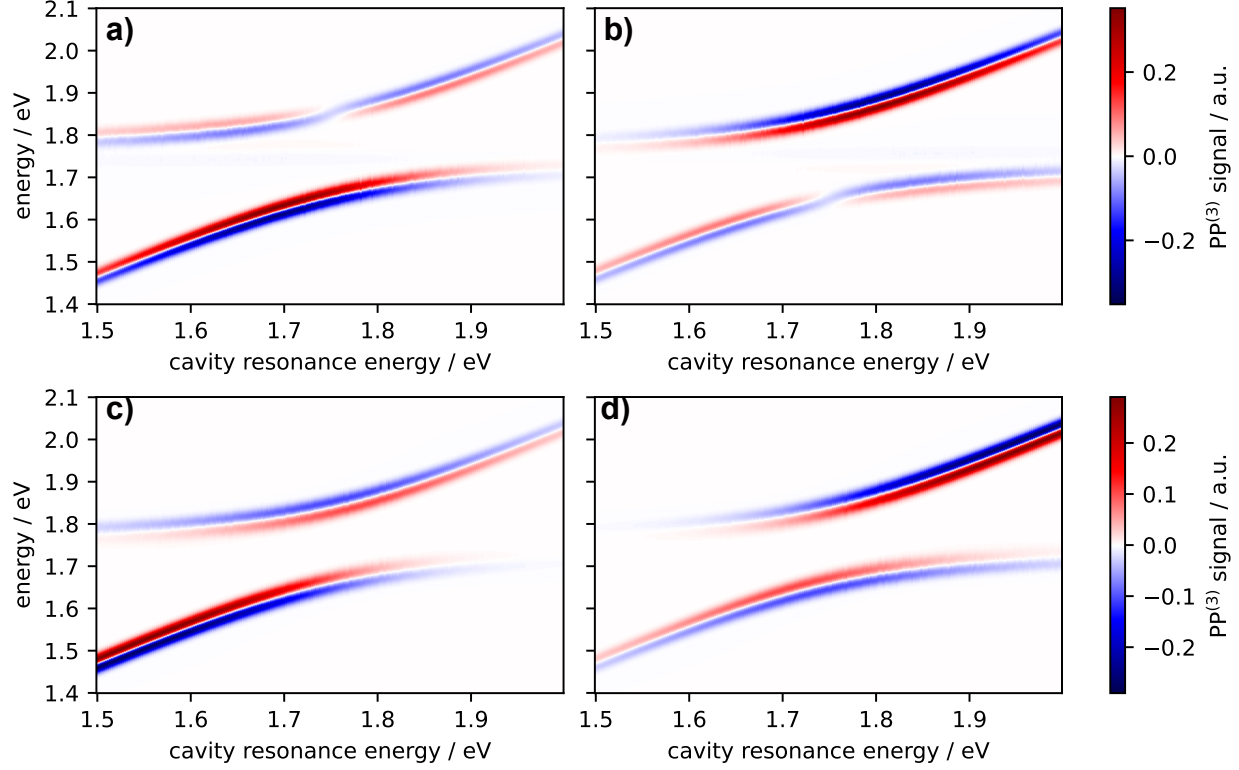 a)
b)
2.1
2.0
1.9
1.8
1.7
1.6
1.5
1.4
energy / eV
1.5 1.6 1.7 1.8 1.9
cavity resonance energy / eV
1.5 1.6 1.7 1.8 1.9
cavity resonance energy / eV
0.2
0.0
−0.2
PP(3) signal / a.u.
c)
d)
2.1
2.0
1.9
1.8
1.7
1.6
1.5
1.4
energy / eV
1.5 1.6 1.7 1.8 1.9
cavity resonance energy / eV
1.5 1.6 1.7 1.8 1.9
cavity resonance energy / eV
0.2
0.1
0.0
−0.1
−0.2
PP(3) signal / a.u.